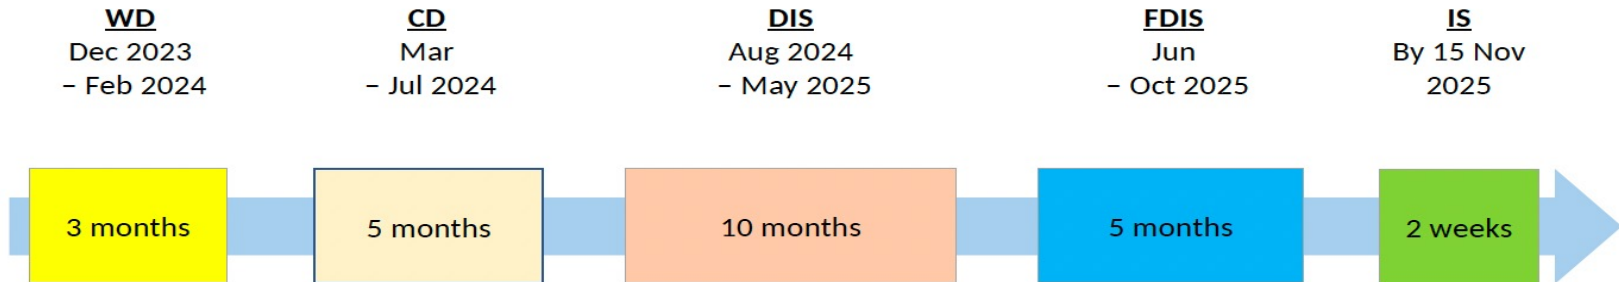 WD
Dec 2023
– Feb 2024
CD
Mar
– Jul 2024
DIS
Aug 2024
– May 2025
FDIS
Jun
– Oct 2025
IS
By 15 Nov
2025
3 months
5 months
10 months
5 months
2 weeks